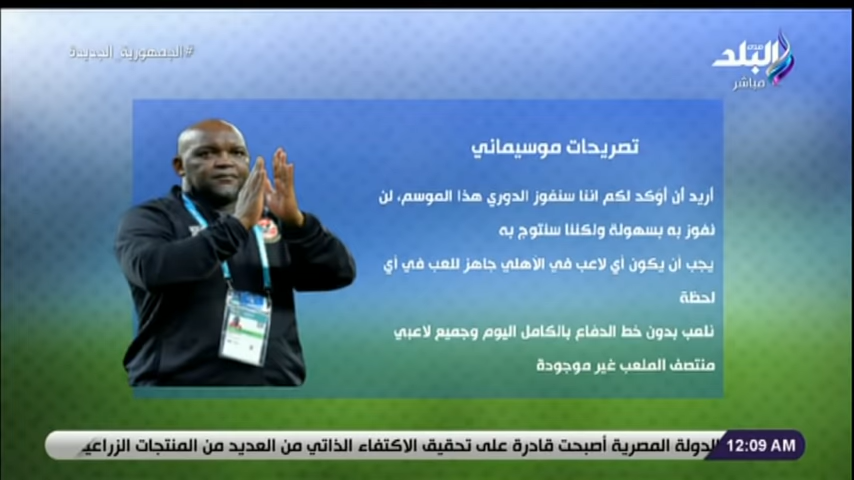 #الجمهورية_الجديدة
صدى
البلد
مباشر
تصريحات موسيماني
أريد أن أؤكد لكم اننا سنفوز الدوري هذا الموسم، لن
نفوز به بسهولة ولكننا سنتوج به
يجب أن يكون أي لاعب في الأهلي جاهز للعب في أي
لحظة
نلعب بدون خط الدفاع بالكامل اليوم وجميع لاعبي
منتصف الملعب غير موجودة
12:09 AM
الدولة المصرية أصبحت قادرة على تحقيق الاكتفاء الذاتي من العديد من المنتجات الزراعي